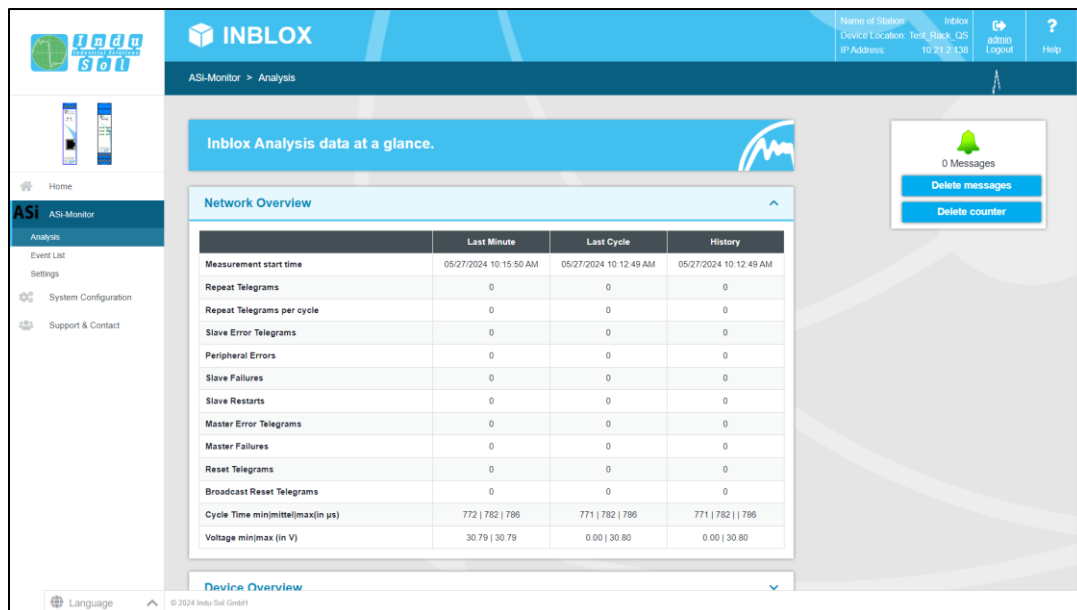 Indu
Industrial Solutions
Sol
INBLOX
Name of Station: Inblox
Device Location: Test_Rack_QS
IP Address: 10.21.2.138
admin
Logout
?
Help
ASi-Monitor > Analysis
Inblox Analysis data at a glance.
0 Messages
Delete messages
Delete counter
Home
ASi ASi-Monitor
Analysis
Event List
Settings
System Configuration
Support & Contact
Network Overview
Last Minute Last Cycle History
Measurement start time 05/27/2024 10:15:50 AM 05/27/2024 10:12:49 AM 05/27/2024 10:12:49 AM
Repeat Telegrams 0 0 0
Repeat Telegrams per cycle 0 0 0
Slave Error Telegrams 0 0 0
Peripheral Errors 0 0 0
Slave Failures 0 0 0
Slave Restarts 0 0 0
Master Error Telegrams 0 0 0
Master Failures 0 0 0
Reset Telegrams 0 0 0
Broadcast Reset Telegrams 0 0 0
Cycle Time min|mittel|max(in µs) 772 | 782 | 786 771 | 782 | 786 771 | 782 | | 786
Voltage min|max (in V) 30.79 | 30.79 0.00 | 30.80 0.00 | 30.80
Device Overview
Language
© 2024 Indu-Sol GmbH